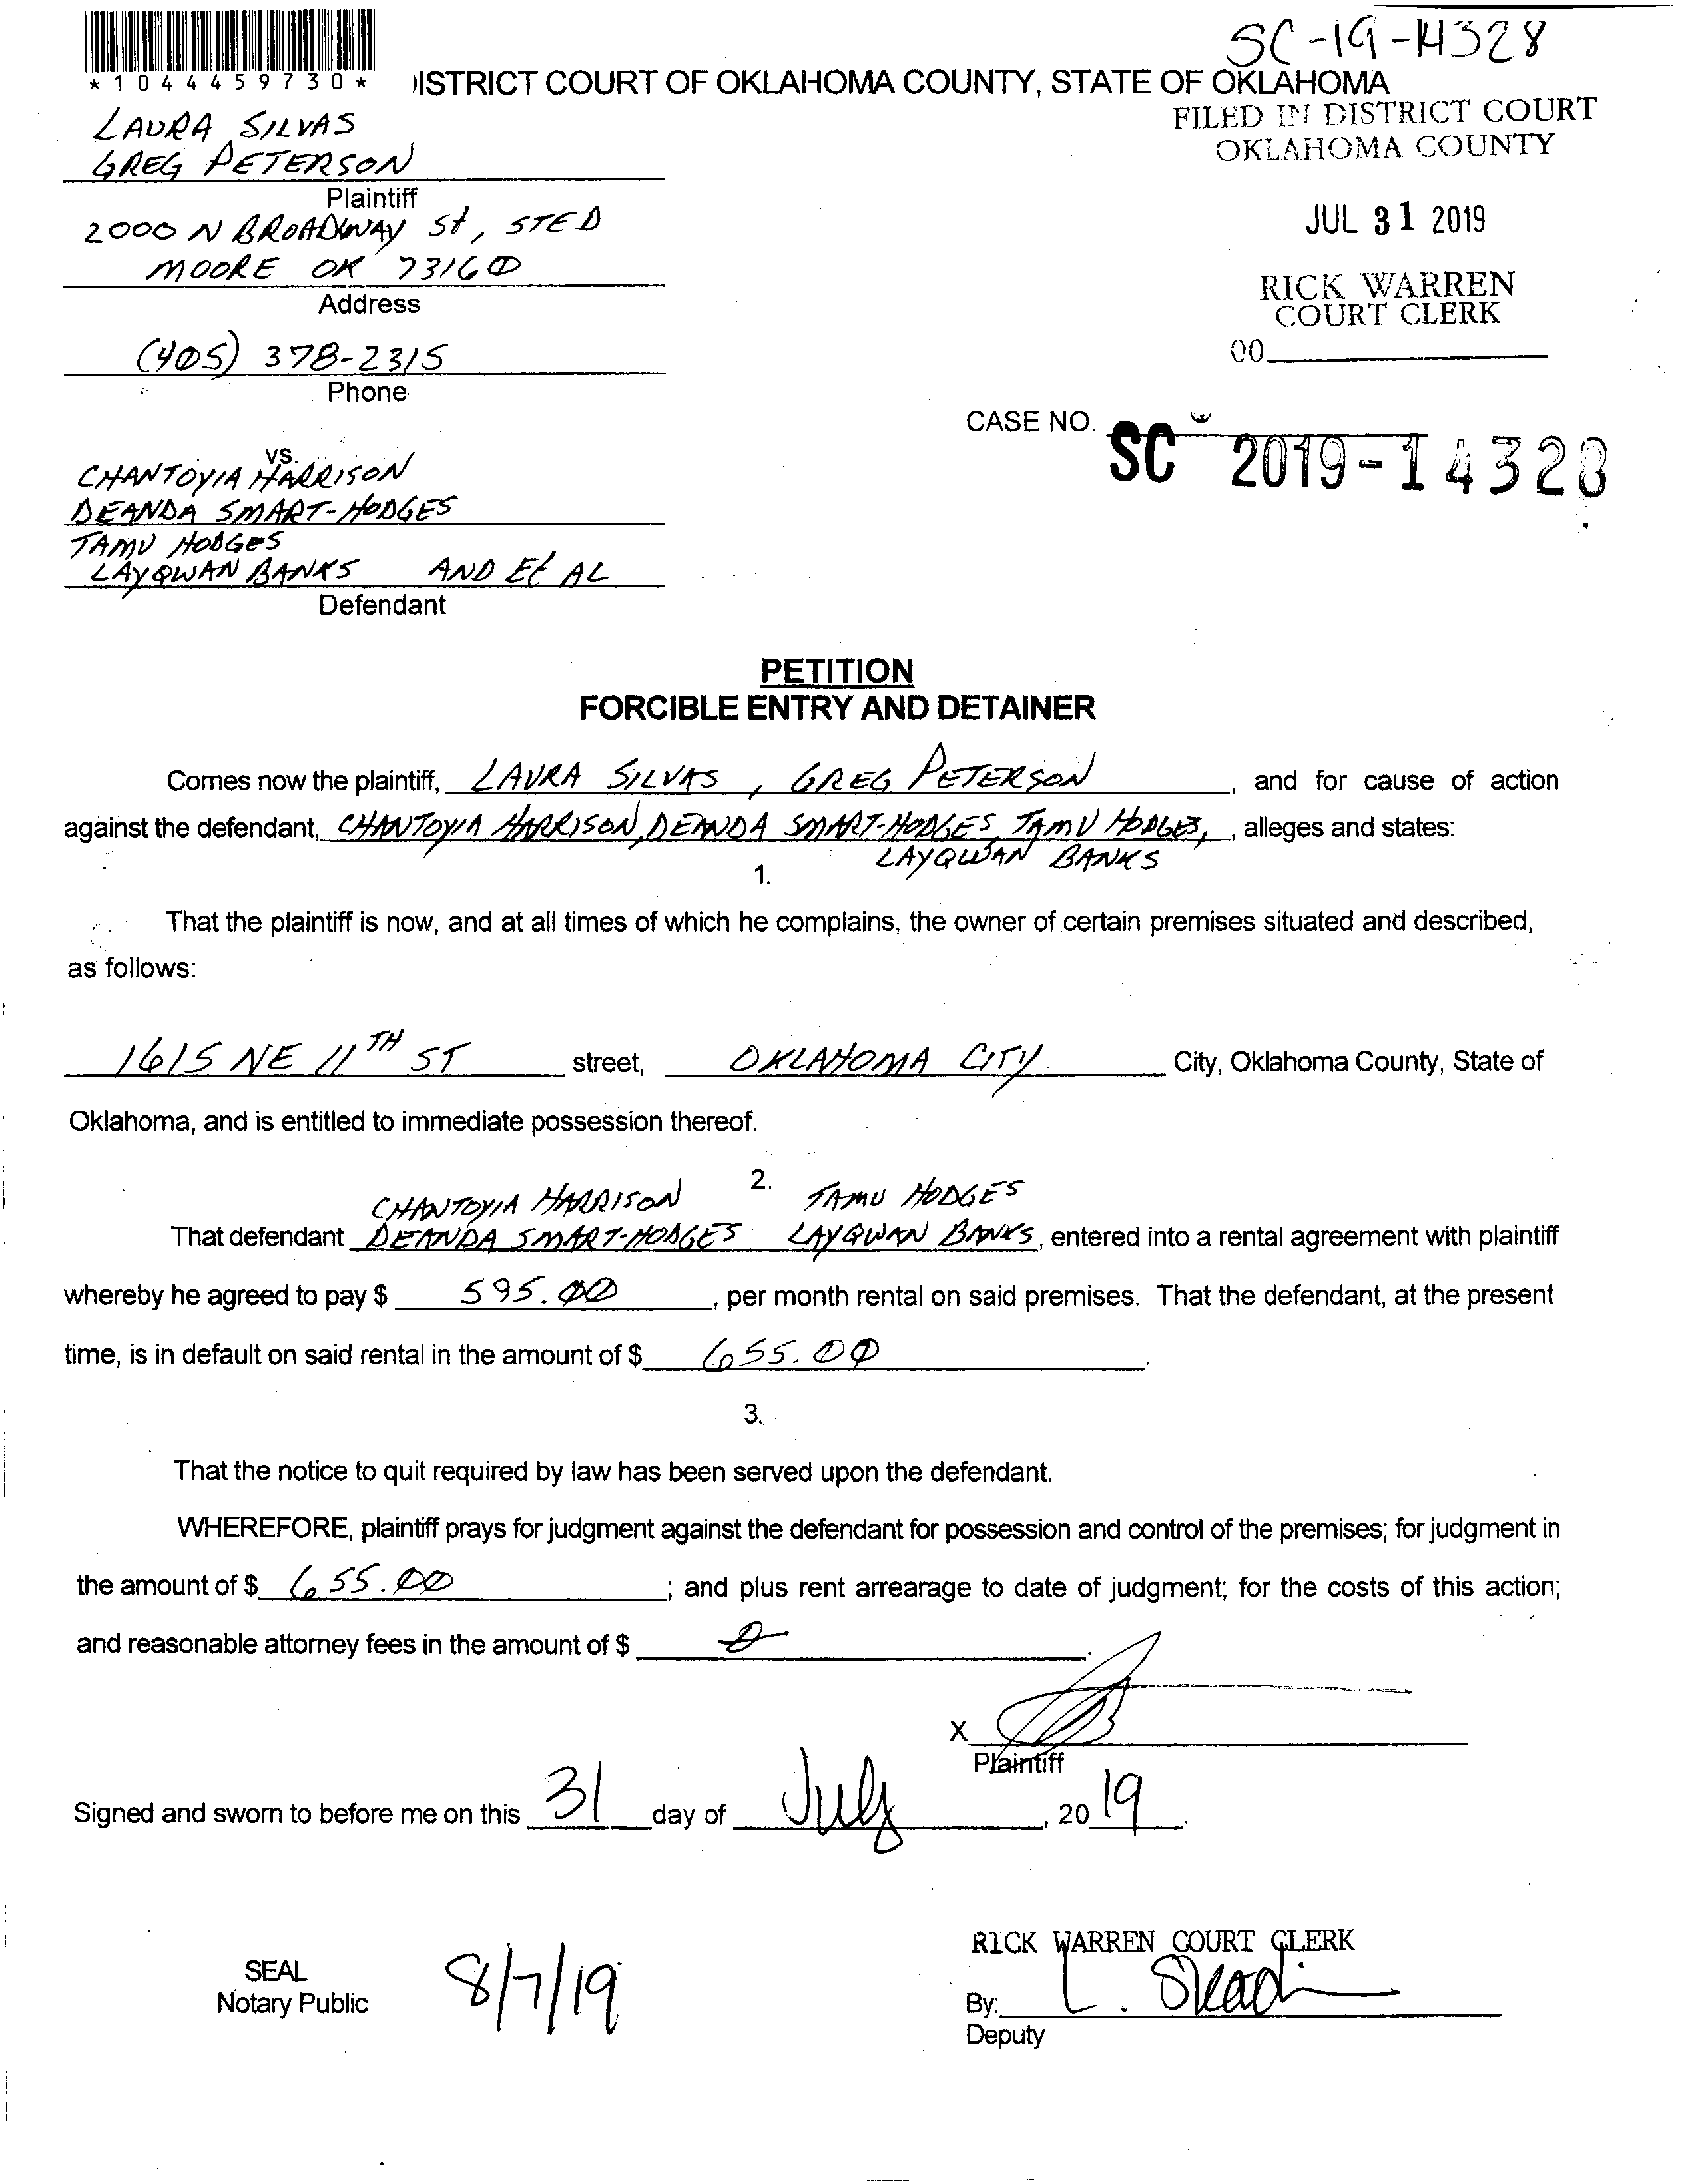 SC-19-14328
*1044459730*
ISTRICT COURT OF OKLAHOMA COUNTY, STATE OF OKLAHOMA
FILED IN DISTRICT COURT
OKLAHOMA COUNTY
JUL 31 2019
RICK WARREN
COURT CLERK
00
LAURA SILVAS
GREG PETERSON
Plaintiff
2000 N BROADWAY St, STE D
MOORE OK 73160
Address
(405) 378-2315
Phone
CASE NO. SC 2019-14328
vs.
CHANTOYIA HARRISON
DEANDA SMART-HODGES
TAMU HODGES
LAYQWAN BANKS AND Et AL
Defendant
PETITION
FORCIBLE ENTRY AND DETAINER
Comes now the plaintiff, LAURA SILVAS, GREG PETERSON, and for cause of action
against the defendant, CHANTOYIA HARRISON, DEANDA SMART-HODGES, TAMU HODGES, , alleges and states:
LAYQWAN BANKS
1.
That the plaintiff is now, and at all times of which he complains, the owner of certain premises situated and described,
as follows:
1615 NE 11TH ST street, OKLAHOMA CITY City, Oklahoma County, State of
Oklahoma, and is entitled to immediate possession thereof.
2.
CHANTOYIA HARRISON TAMU HODGES
That defendant DEANDA SMART-HODGES LAYQWAN BANKS, entered into a rental agreement with plaintiff
whereby he agreed to pay $ 595.00, per month rental on said premises. That the defendant, at the present
time, is in default on said rental in the amount of $ 655.00.
3.
That the notice to quit required by law has been served upon the defendant.
WHEREFORE, plaintiff prays for judgment against the defendant for possession and control of the premises; for judgment in
the amount of $ 655.00; and plus rent arrearage to date of judgment; for the costs of this action;
and reasonable attorney fees in the amount of $ 0.
X
Plaintiff
Signed and sworn to before me on this 31 day of July, 2019.
SEAL
Notary Public
8/7/19
RICK WARREN COURT CLERK
By:
Deputy